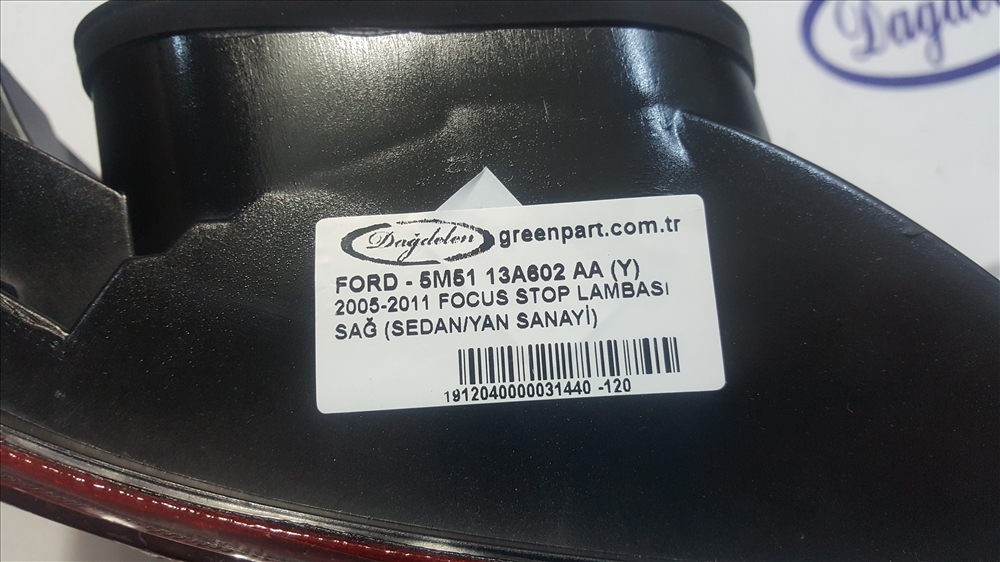 Dağdelen
Dağdelen greenpart.com.tr
FORD - 5M51 13A602 AA (Y)
2005-2011 FOCUS STOP LAMBASI
SAĞ (SEDAN/YAN SANAYİ)
1912040000031440 -120